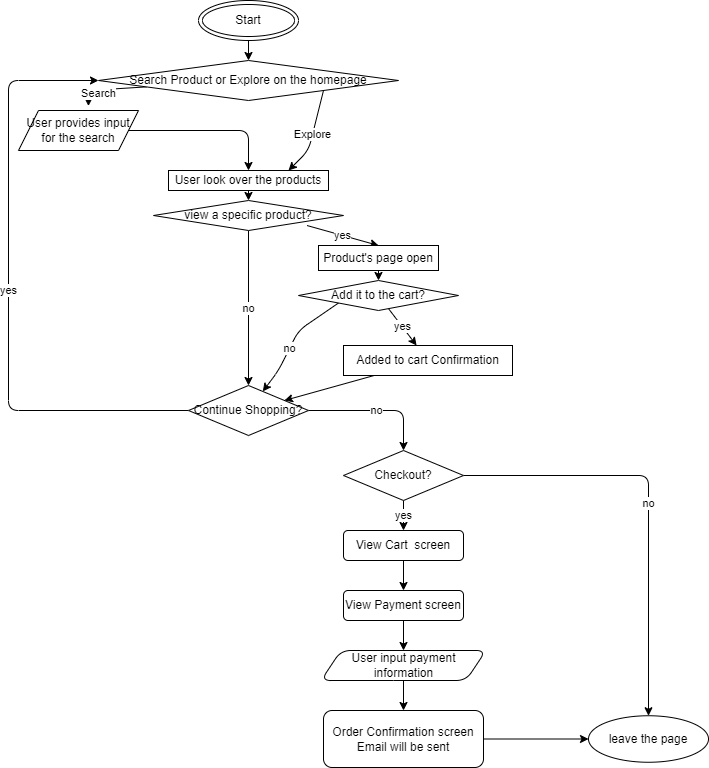 Start
Search Product or Explore on the homepage
Search
User provides input
for the search
Explore
User look over the products
view a specific product?
yes
Product's page open
Add it to the cart?
yes
no
yes
no
Added to cart Confirmation
Continue Shopping?
no
Checkout?
no
yes
View Cart  screen
View Payment screen
User input payment
information
Order Confirmation screen
Email will be sent
leave the page